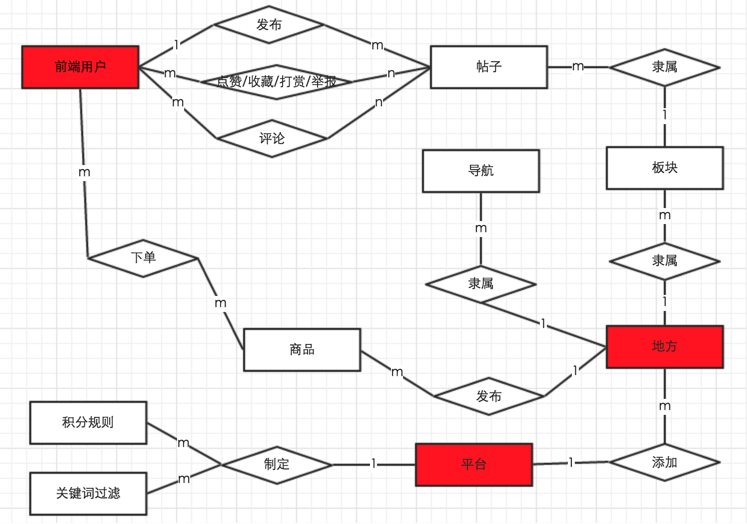 发布
1
m
前端用户
m
点赞/收藏/打赏/举报
n
帖子
m
隶属
m
评论
n
1
导航
板块
m
m
m
下单
隶属
隶属
m
1
1
商品
地方
m
发布
1
m
积分规则
m
制定
1
平台
1
添加
关键词过滤
m